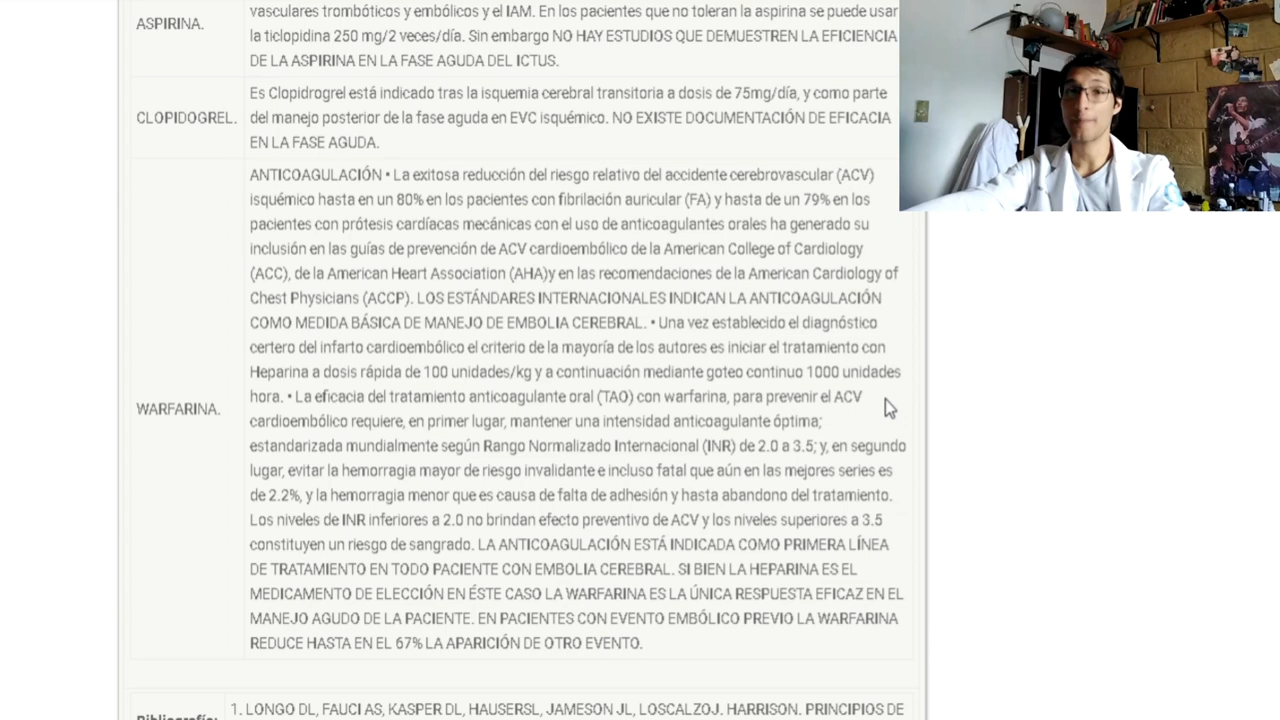 vasculares trombóticos y embólicos y el IAM. En los pacientes que no toleran la aspirina se puede usar
ASPIRINA.
la ticlopidina 250 mg/2 veces/día. Sin embargo NO HAY ESTUDIOS QUE DEMUESTREN LA EFICIENCIA
DE LA ASPIRINA EN LA FASE AGUDA DEL ICTUS.
Es Clopidrogrel está indicado tras la isquemia cerebral transitoria a dosis de 75mg/día, y como parte
CLOPIDOGREL.
del manejo posterior de la fase aguda en EVC isquémico. NO EXISTE DOCUMENTACIÓN DE EFICACIA
EN LA FASE AGUDA.
ANTICOAGULACIÓN • La exitosa reducción del riesgo relativo del accidente cerebrovascular (ACV)
isquémico hasta en un 80% en los pacientes con fibrilación auricular (FA) y hasta de un 79% en los
pacientes con prótesis cardíacas mecánicas con el uso de anticoagulantes orales ha generado su
inclusión en las guías de prevención de ACV cardioembólico de la American College of Cardiology
(ACC), de la American Heart Association (AHA)y en las recomendaciones de la American Cardiology of
Chest Physicians (ACCP). LOS ESTÁNDARES INTERNACIONALES INDICAN LA ANTICOAGULACIÓN
COMO MEDIDA BÁSICA DE MANEJO DE EMBOLIA CEREBRAL. • Una vez establecido el diagnóstico
certero del infarto cardioembólico el criterio de la mayoría de los autores es iniciar el tratamiento con
Heparina a dosis rápida de 100 unidades/kg y a continuación mediante goteo continuo 1000 unidades
hora. • La eficacia del tratamiento anticoagulante oral (TAO) con warfarina, para prevenir el ACV
WARFARINA.
cardioembólico requiere, en primer lugar, mantener una intensidad anticoagulante óptima;
estandarizada mundialmente según Rango Normalizado Internacional (INR) de 2.0 a 3.5; y, en segundo
lugar, evitar la hemorragia mayor de riesgo invalidante e incluso fatal que aún en las mejores series es
de 2.2%, y la hemorragia menor que es causa de falta de adhesión y hasta abandono del tratamiento.
Los niveles de INR inferiores a 2.0 no brindan efecto preventivo de ACV y los niveles superiores a 3.5
constituyen un riesgo de sangrado. LA ANTICOAGULACIÓN ESTÁ INDICADA COMO PRIMERA LÍNEA
DE TRATAMIENTO EN TODO PACIENTE CON EMBOLIA CEREBRAL. SI BIEN LA HEPARINA ES EL
MEDICAMENTO DE ELECCIÓN EN ÉSTE CASO LA WARFARINA ES LA ÚNICA RESPUESTA EFICAZ EN EL
MANEJO AGUDO DE LA PACIENTE. EN PACIENTES CON EVENTO EMBÓLICO PREVIO LA WARFARINA
REDUCE HASTA EN EL 67% LA APARICIÓN DE OTRO EVENTO.
Bibliografía: 1. LONGO DL, FAUCI AS, KASPER DL, HAUSERSL, JAMESON JL, LOSCALZOJ. HARRISON. PRINCIPIOS DE